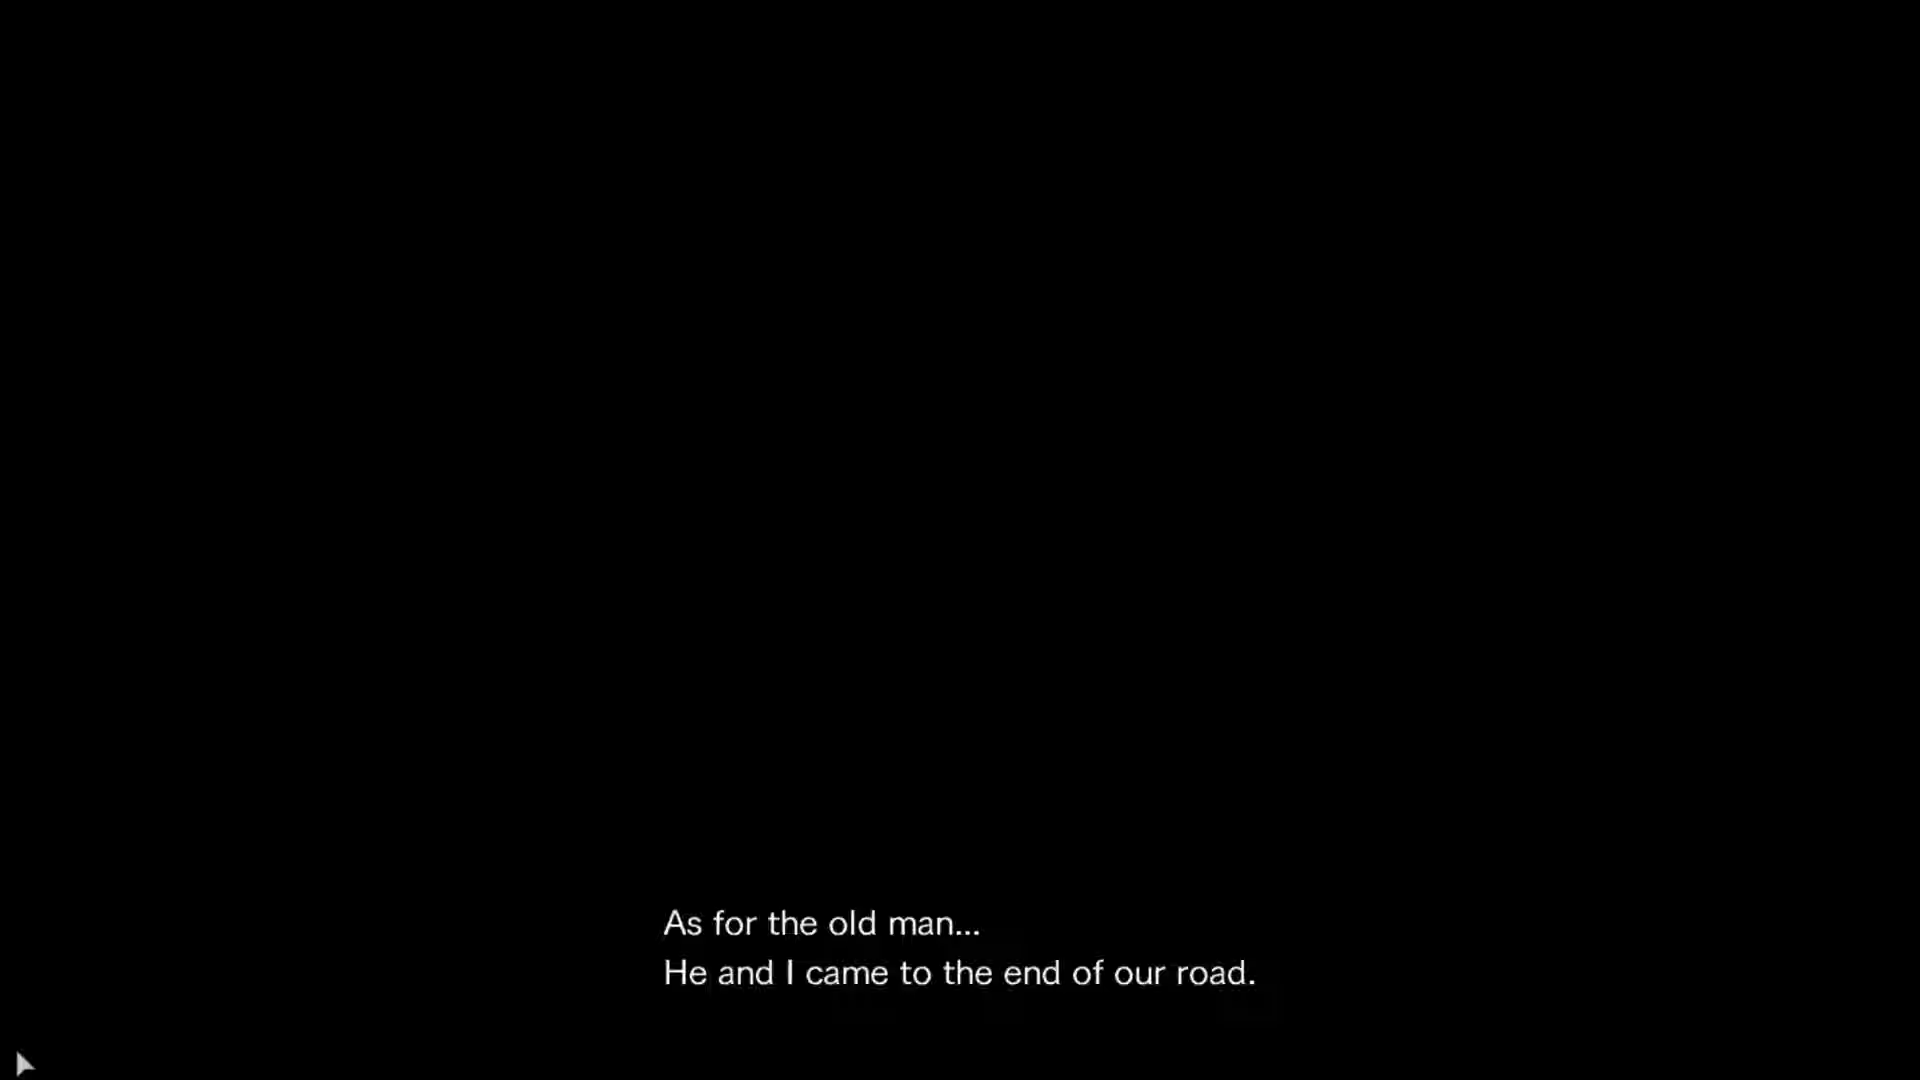 As for the old man...
He and I came to the end of our road.